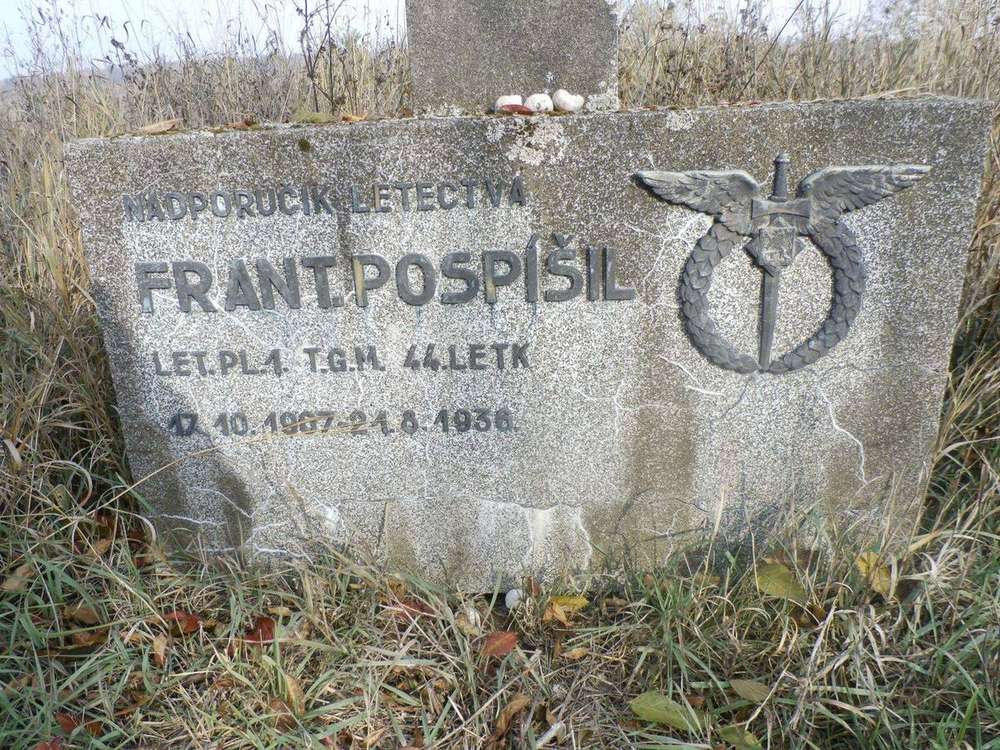 NADPORUČIK LETECTVA
FRANT. POSPÍŠIL
LET. PL. 1. T.G.M. 44. LETK
17.10.1907-21.8.1936.